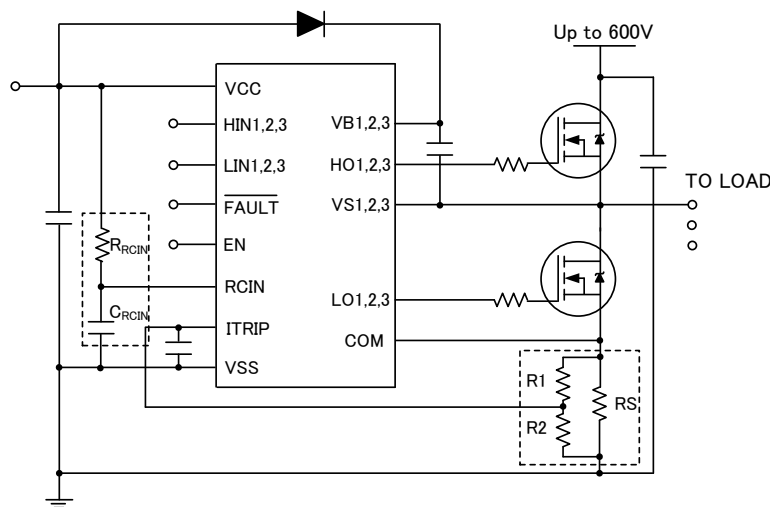 Up to 600V
VCC
HIN1,2,3
VB1,2,3
LIN1,2,3
HO1,2,3
TO LOAD
FAULT
VS1,2,3
RRCIN
EN
RCIN
CRCIN
LO1,2,3
ITRIP
COM
VSS
R1
RS
R2